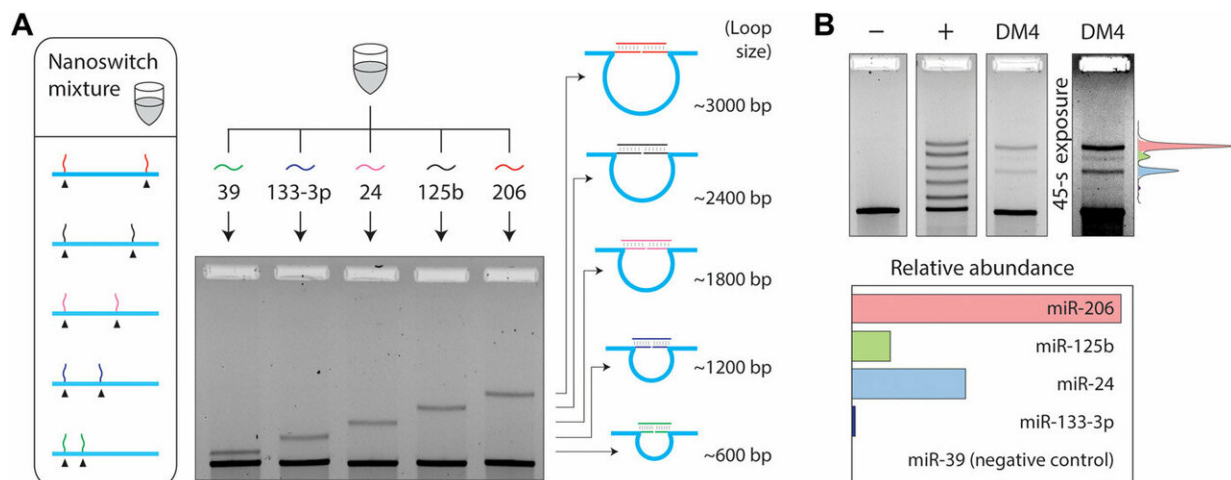 A
Nanoswitch
mixture
39
133-3p
24
125b
206
(Loop
size)
~3000 bp
~2400 bp
~1800 bp
~1200 bp
~600 bp
B
−
+
DM4
DM4
45-s exposure
Relative abundance
miR-206
miR-125b
miR-24
miR-133-3p
miR-39 (negative control)